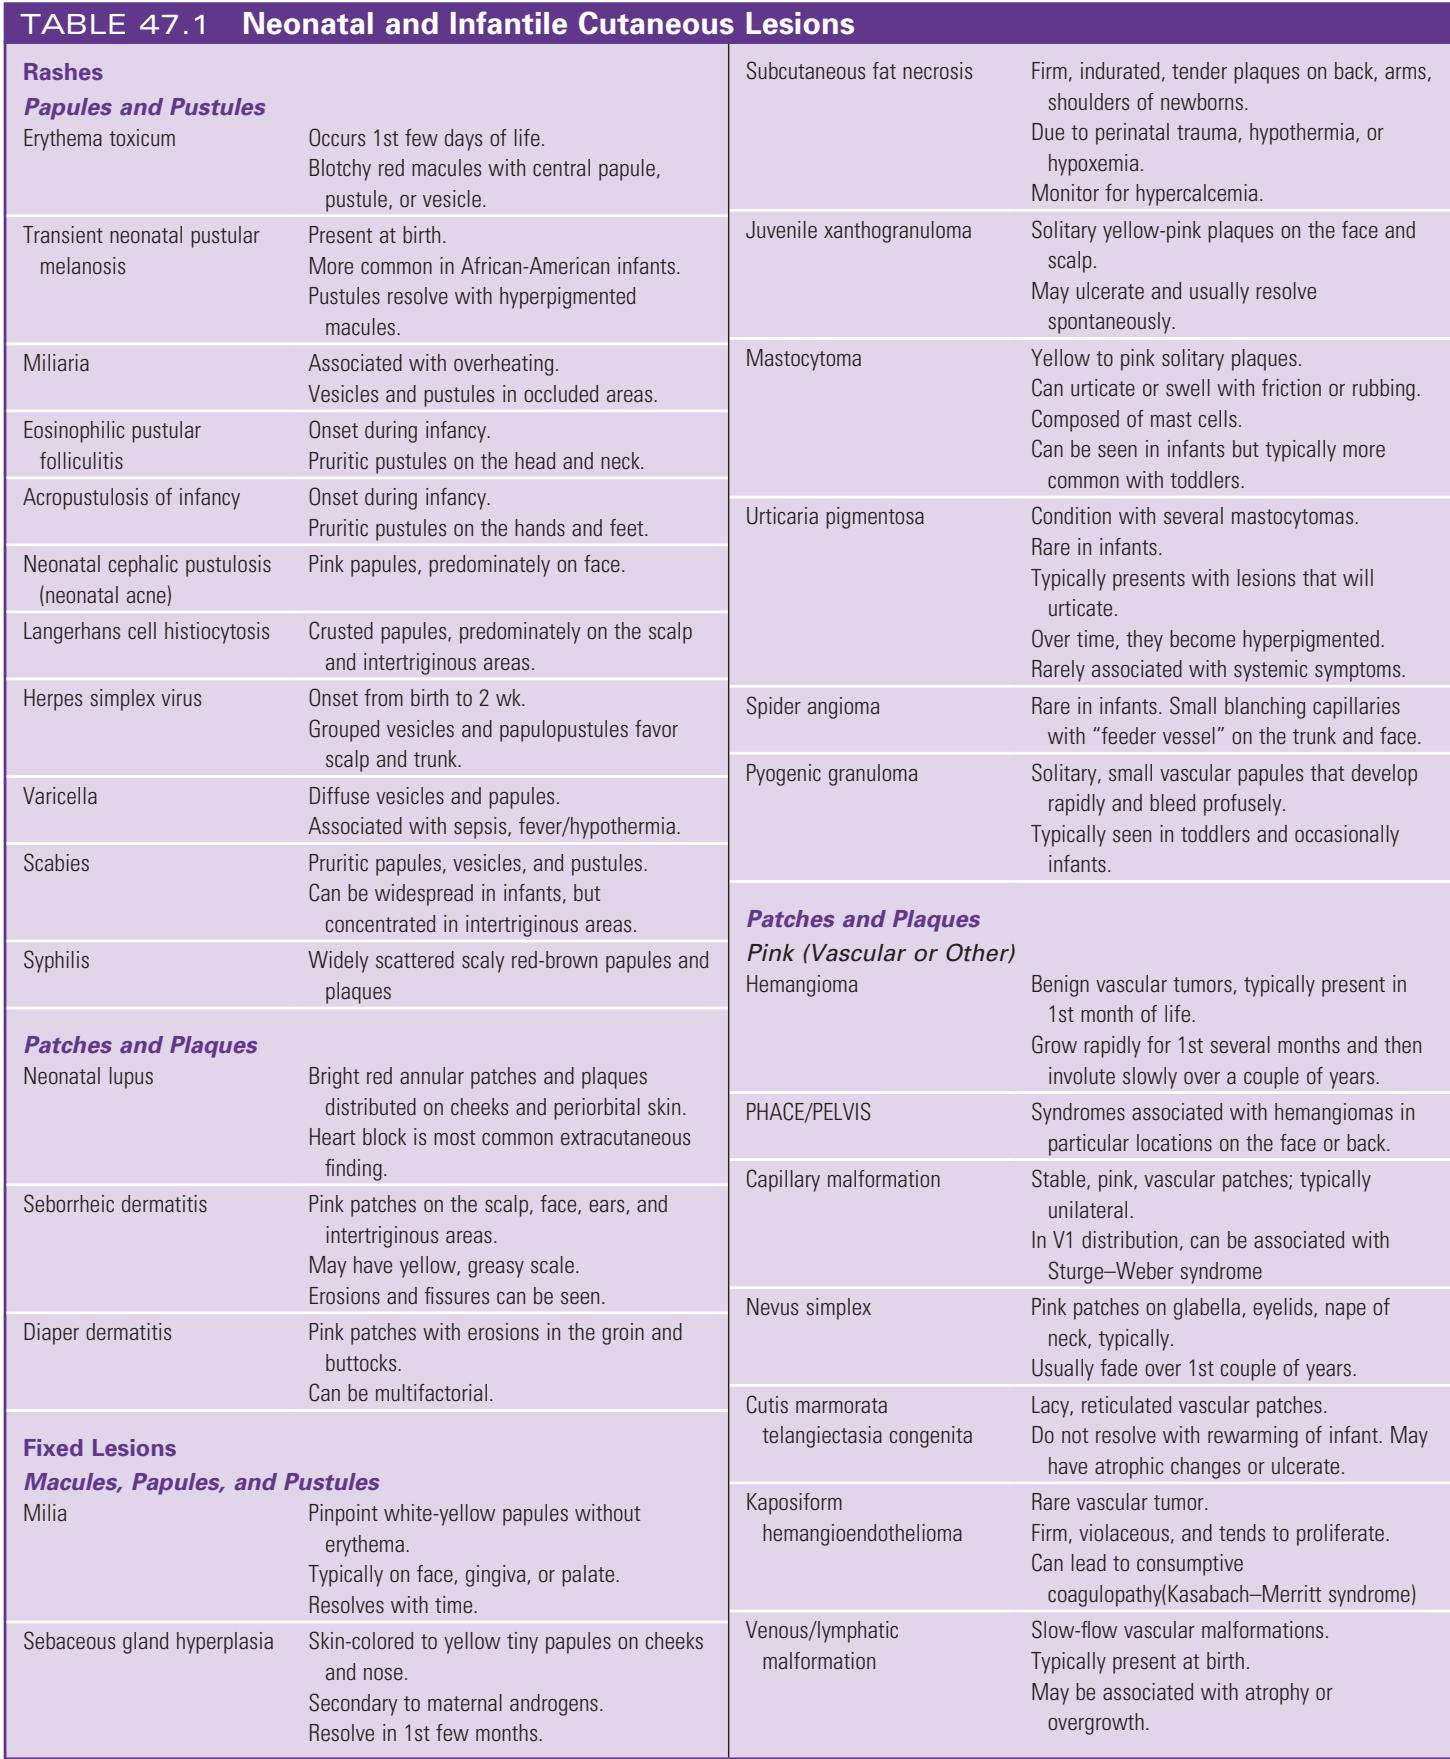 TABLE 47.1 Neonatal and Infantile Cutaneous Lesions
Rashes
Papules and Pustules
Erythema toxicum
Occurs 1st few days of life.
Blotchy red macules with central papule,
pustule, or vesicle.
Transient neonatal pustular
melanosis
Present at birth.
More common in African-American infants.
Pustules resolve with hyperpigmented
macules.
Miliaria
Associated with overheating.
Vesicles and pustules in occluded areas.
Eosinophilic pustular
folliculitis
Onset during infancy.
Pruritic pustules on the head and neck.
Acropustulosis of infancy
Onset during infancy.
Pruritic pustules on the hands and feet.
Neonatal cephalic pustulosis
(neonatal acne)
Pink papules, predominately on face.
Langerhans cell histiocytosis
Crusted papules, predominately on the scalp
and intertriginous areas.
Herpes simplex virus
Onset from birth to 2 wk.
Grouped vesicles and papulopustules favor
scalp and trunk.
Varicella
Diffuse vesicles and papules.
Associated with sepsis, fever/hypothermia.
Scabies
Pruritic papules, vesicles, and pustules.
Can be widespread in infants, but
concentrated in intertriginous areas.
Syphilis
Widely scattered scaly red-brown papules and
plaques
Patches and Plaques
Neonatal lupus
Bright red annular patches and plaques
distributed on cheeks and periorbital skin.
Heart block is most common extracutaneous
finding.
Seborrheic dermatitis
Pink patches on the scalp, face, ears, and
intertriginous areas.
May have yellow, greasy scale.
Erosions and fissures can be seen.
Diaper dermatitis
Pink patches with erosions in the groin and
buttocks.
Can be multifactorial.
Fixed Lesions
Macules, Papules, and Pustules
Milia
Pinpoint white-yellow papules without
erythema.
Typically on face, gingiva, or palate.
Resolves with time.
Sebaceous gland hyperplasia
Skin-colored to yellow tiny papules on cheeks
and nose.
Secondary to maternal androgens.
Resolve in 1st few months.
Subcutaneous fat necrosis
Firm, indurated, tender plaques on back, arms,
shoulders of newborns.
Due to perinatal trauma, hypothermia, or
hypoxemia.
Monitor for hypercalcemia.
Juvenile xanthogranuloma
Solitary yellow-pink plaques on the face and
scalp.
May ulcerate and usually resolve
spontaneously.
Mastocytoma
Yellow to pink solitary plaques.
Can urticate or swell with friction or rubbing.
Composed of mast cells.
Can be seen in infants but typically more
common with toddlers.
Urticaria pigmentosa
Condition with several mastocytomas.
Rare in infants.
Typically presents with lesions that will
urticate.
Over time, they become hyperpigmented.
Rarely associated with systemic symptoms.
Spider angioma
Rare in infants. Small blanching capillaries
with “feeder vessel” on the trunk and face.
Pyogenic granuloma
Solitary, small vascular papules that develop
rapidly and bleed profusely.
Typically seen in toddlers and occasionally
infants.
Patches and Plaques
Pink (Vascular or Other)
Hemangioma
Benign vascular tumors, typically present in
1st month of life.
Grow rapidly for 1st several months and then
involute slowly over a couple of years.
PHACE/PELVIS
Syndromes associated with hemangiomas in
particular locations on the face or back.
Capillary malformation
Stable, pink, vascular patches; typically
unilateral.
In V1 distribution, can be associated with
Sturge–Weber syndrome
Nevus simplex
Pink patches on glabella, eyelids, nape of
neck, typically.
Usually fade over 1st couple of years.
Cutis marmorata
telangiectasia congenita
Lacy, reticulated vascular patches.
Do not resolve with rewarming of infant. May
have atrophic changes or ulcerate.
Kaposiform
hemangioendothelioma
Rare vascular tumor.
Firm, violaceous, and tends to proliferate.
Can lead to consumptive
coagulopathy(Kasabach–Merritt syndrome)
Venous/lymphatic
malformation
Slow-flow vascular malformations.
Typically present at birth.
May be associated with atrophy or
overgrowth.